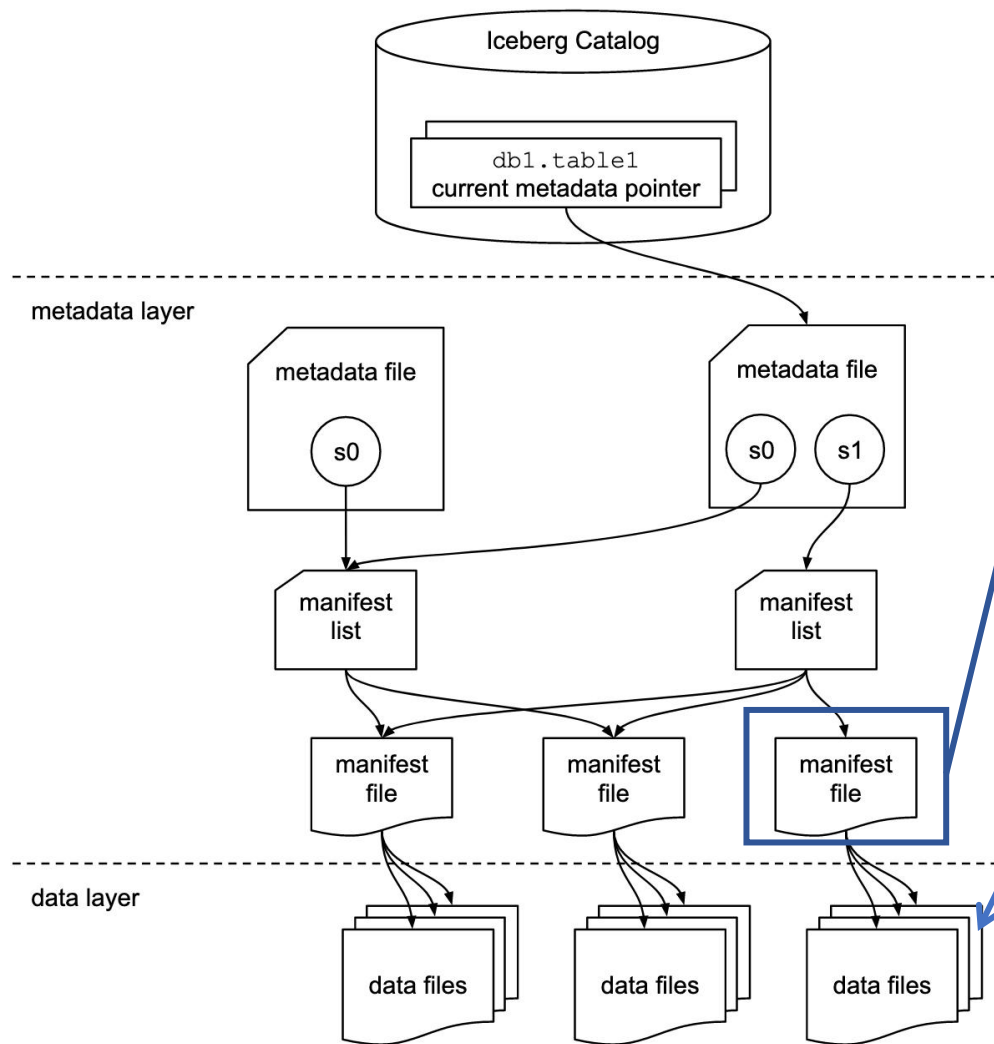 Iceberg Catalog
db1.table1
current metadata pointer
metadata layer
metadata file
s0
metadata file
s0
s1
manifest
list
manifest
list
manifest
file
manifest
file
manifest
file
data layer
data files
data files
data files